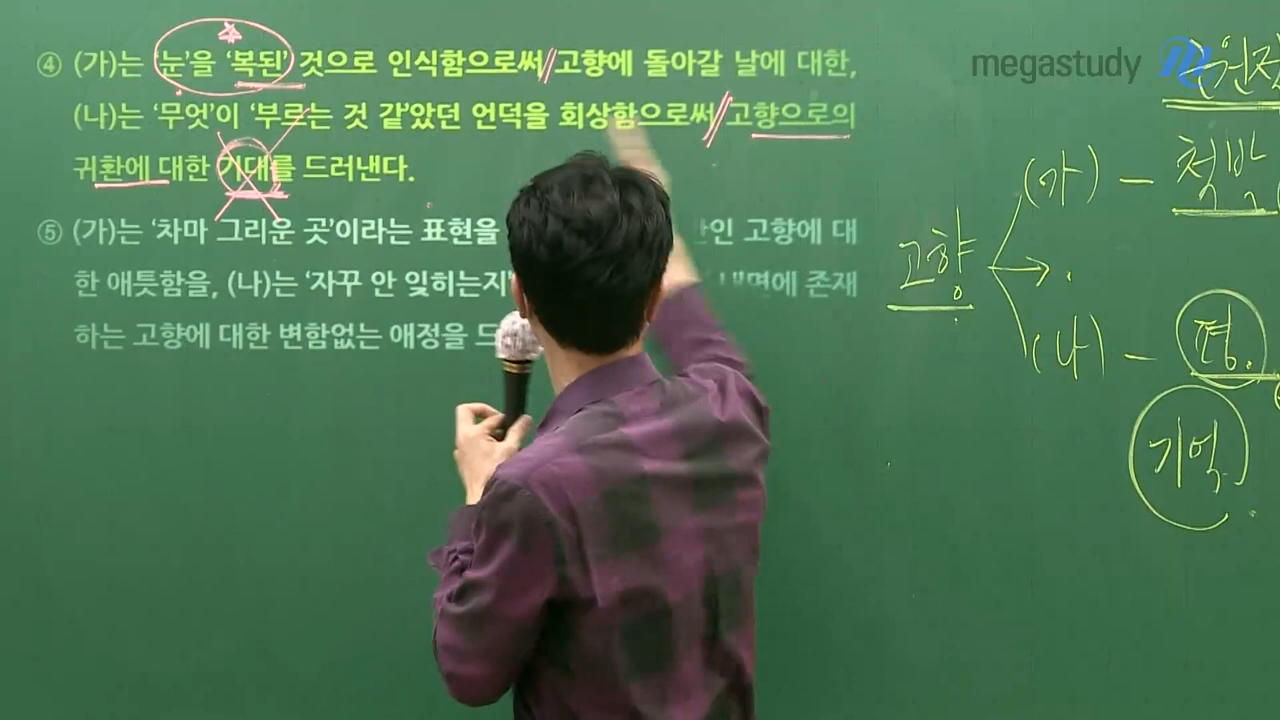 ④ (가)는 '눈'을 '복된' 것으로 인식함으로써 고향에 돌아갈 날에 대한,
(나)는 '무엇'이 '부르는 것 같'았던 언덕을 회상함으로써 고향으로의
귀환에 대한 기대를 드러낸다.
⑤ (가)는 '차마 그리운 곳'이라는 표현을 인 고향에 대
한 애틋함을, (나)는 '자꾸 안 잊히는지' 내면에 존재
하는 고향에 대한 변함없는 애정을
megastudy
고향
(가) - 척박
(나) - 평.
기억.